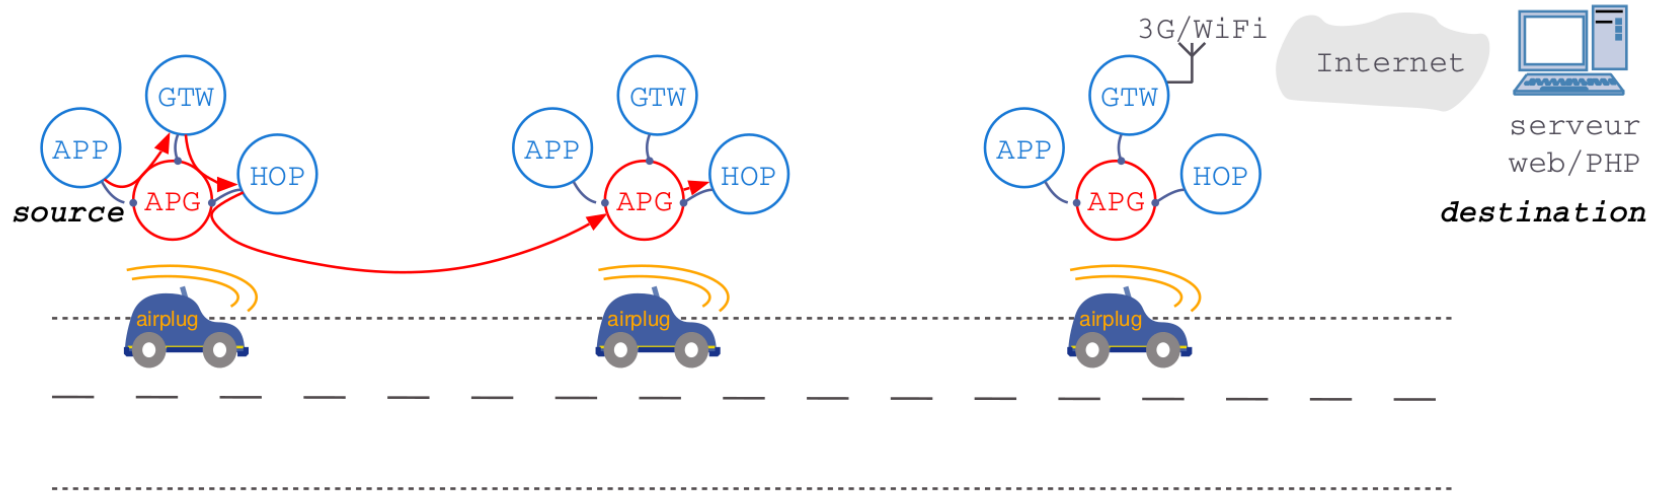 3G/WiFi
Internet
GTW
GTW
GTW
APP
HOP
APP
HOP
APP
HOP
APG
APG
APG
serveur
web/PHP
source
destination
airplug
airplug
airplug